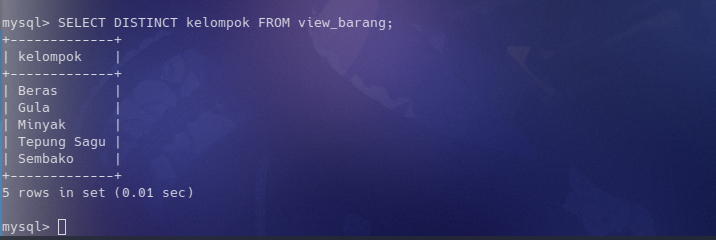 mysql> SELECT DISTINCT kelompok FROM view_barang;
+-------------+
| kelompok    |
+-------------+
| Beras       |
| Gula        |
| Minyak      |
| Tepung Sagu |
| Sembako     |
+-------------+
5 rows in set (0.01 sec)
mysql>